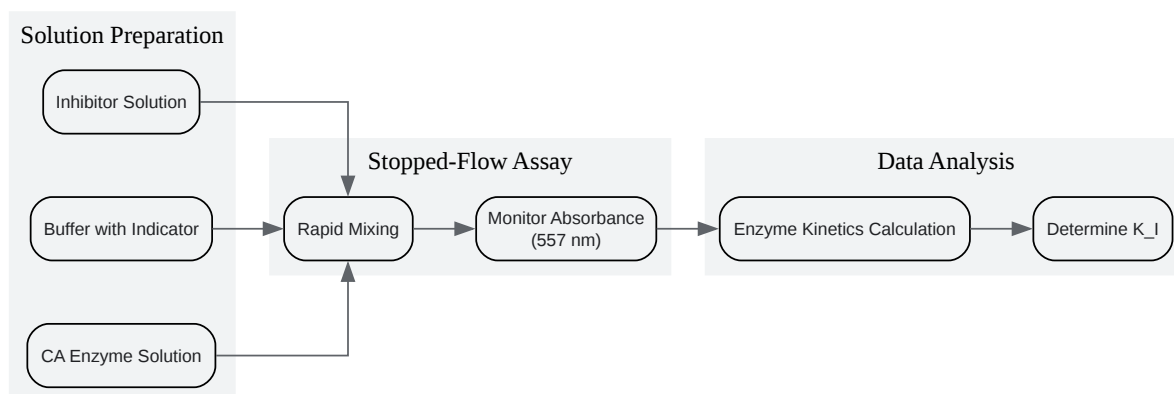 Solution Preparation
Inhibitor Solution
Buffer with Indicator
CA Enzyme Solution
Stopped-Flow Assay
Rapid Mixing
Monitor Absorbance
(557 nm)
Data Analysis
Enzyme Kinetics Calculation
Determine K_I